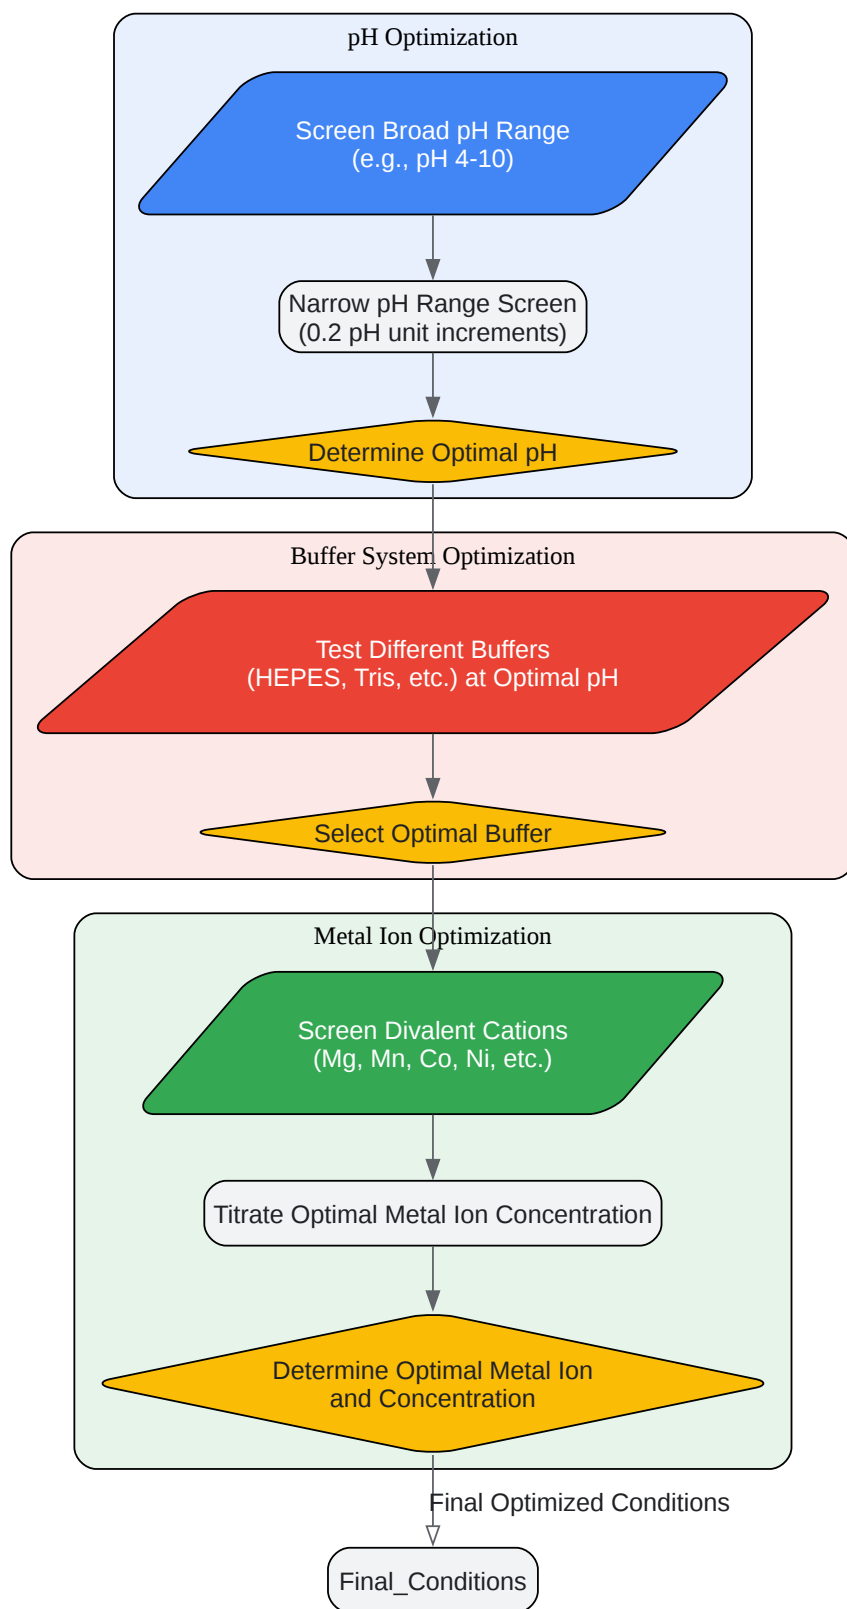 pH Optimization
Screen Broad pH Range
(e.g., pH 4-10)
Narrow pH Range Screen
(0.2 pH unit increments)
Determine Optimal pH
Buffer System Optimization
Test Different Buffers
(HEPES, Tris, etc.) at Optimal pH
Select Optimal Buffer
Metal Ion Optimization
Screen Divalent Cations
(Mg, Mn, Co, Ni, etc.)
Titrate Optimal Metal Ion Concentration
Determine Optimal Metal Ion
and Concentration
Final Optimized Conditions
Final_Conditions